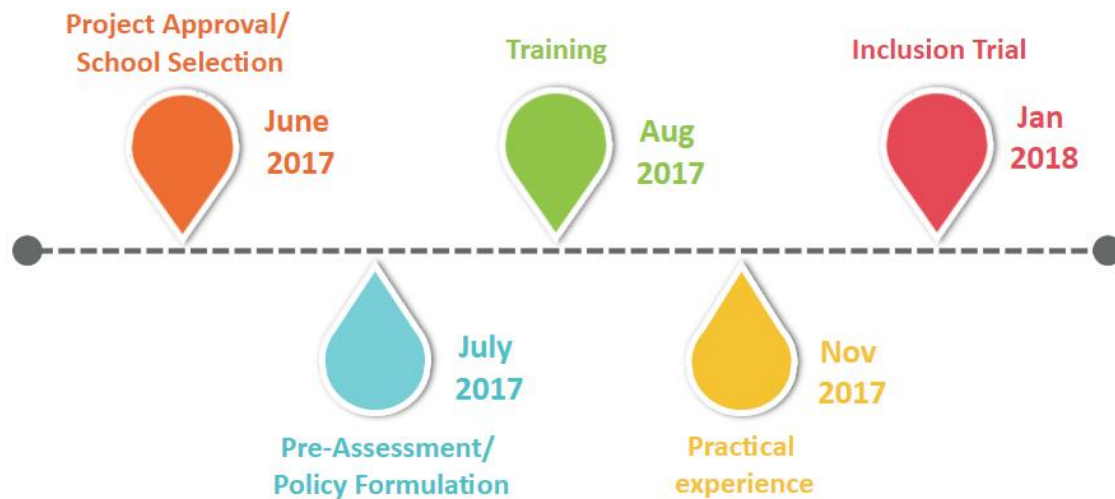 Project Approval/
School Selection
June
2017
Pre-Assessment/
Policy Formulation
July
2017
Training
Aug
2017
Practical
experience
Nov
2017
Inclusion Trial
Jan
2018